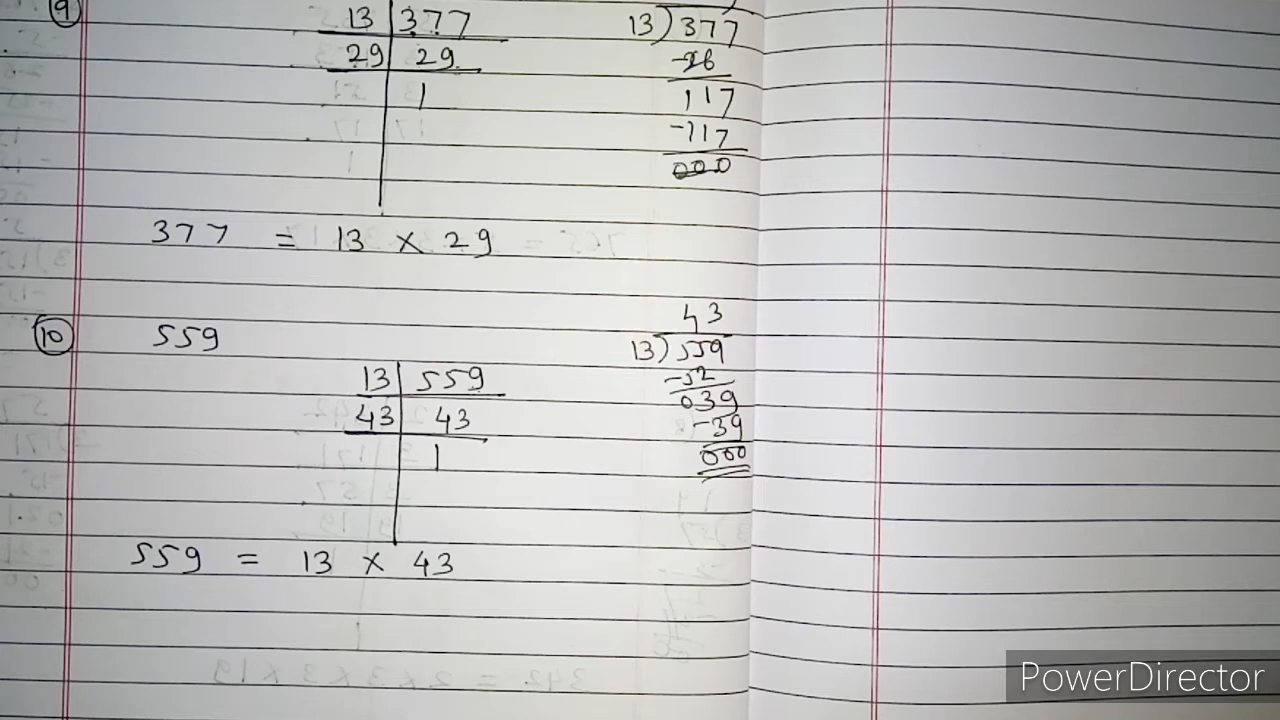 9
13 | 377
29 | 29
1
13 ) 377
-26
117
-117
000
377 = 13 × 29
10 559
13 | 559
43 | 43
1
43
13 ) 559
-52
039
-39
000
559 = 13 × 43
PowerDirector